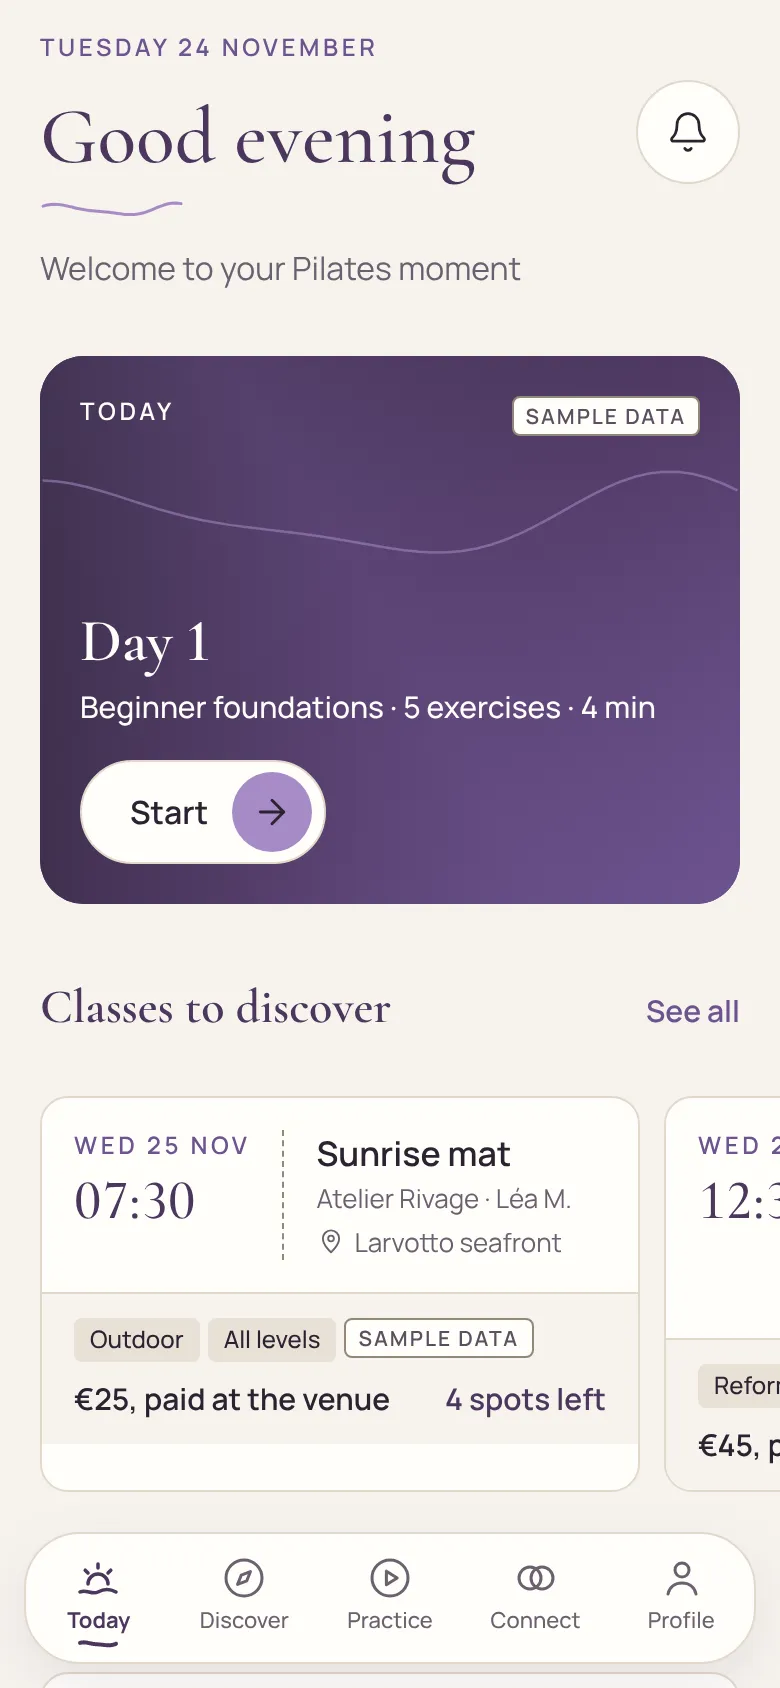 TUESDAY 24 NOVEMBER
Good evening
Welcome to your Pilates moment
TODAY
SAMPLE DATA
Day 1
Beginner foundations · 5 exercises · 4 min
Start
Classes to discover
See all
WED 25 NOV
07:30
Sunrise mat
Atelier Rivage · Léa M.
Larvotto seafront
Outdoor
All levels
SAMPLE DATA
€25, paid at the venue
4 spots left
WED
€45,
Today
Discover
Practice
Connect
Profile